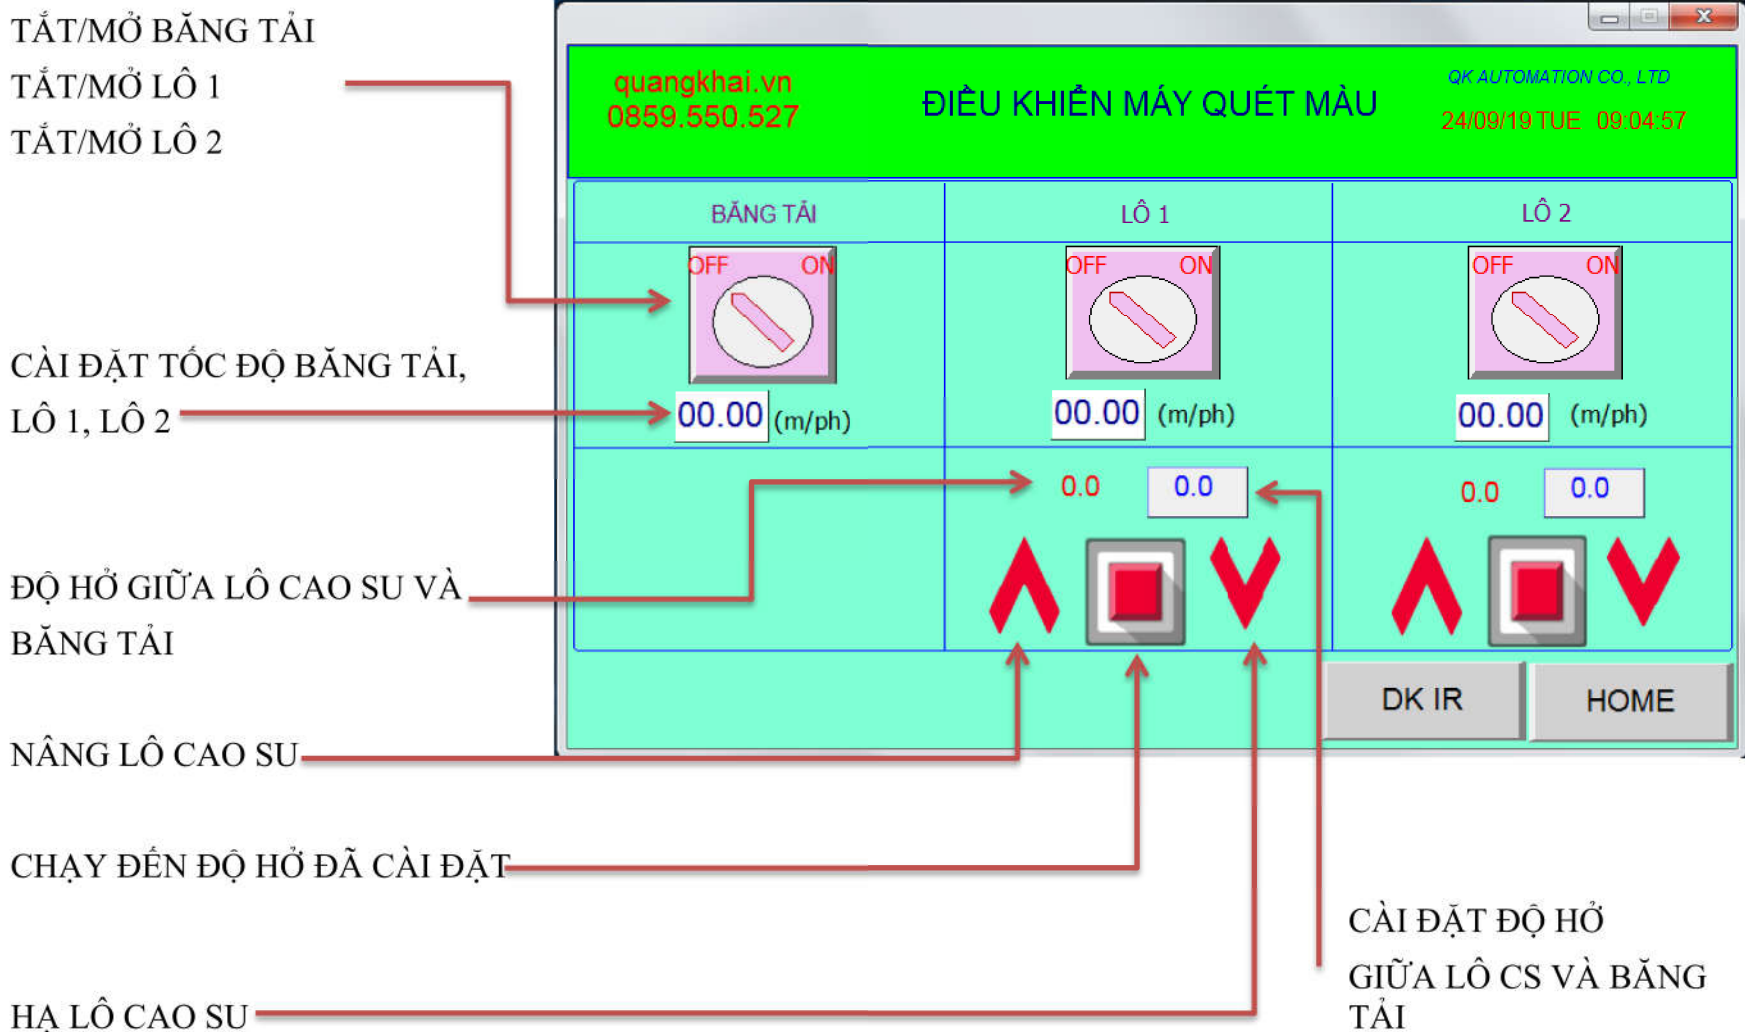 TẮT/MỞ BĂNG TẢI
TẮT/MỞ LÔ 1
TẮT/MỞ LÔ 2
CÀI ĐẶT TỐC ĐỘ BĂNG TẢI,
LÔ 1, LÔ 2
ĐỘ HỞ GIỮA LÔ CAO SU VÀ
BĂNG TẢI
NÂNG LÔ CAO SU
CHẠY ĐẾN ĐỘ HỞ ĐÃ CÀI ĐẶT
HẠ LÔ CAO SU
quangkhai.vn
0859.550.527
ĐIỀU KHIỂN MÁY QUÉT MÀU
QK AUTOMATION CO., LTD
24/09/19 TUE 09:04:57
BĂNG TẢI
LÔ 1
LÔ 2
OFF ON
OFF ON
OFF ON
00.00 (m/ph)
00.00 (m/ph)
00.00 (m/ph)
0.0 0.0
0.0 0.0
DK IR
HOME
CÀI ĐẶT ĐỘ HỞ
GIỮA LÔ CS VÀ BĂNG
TẢI